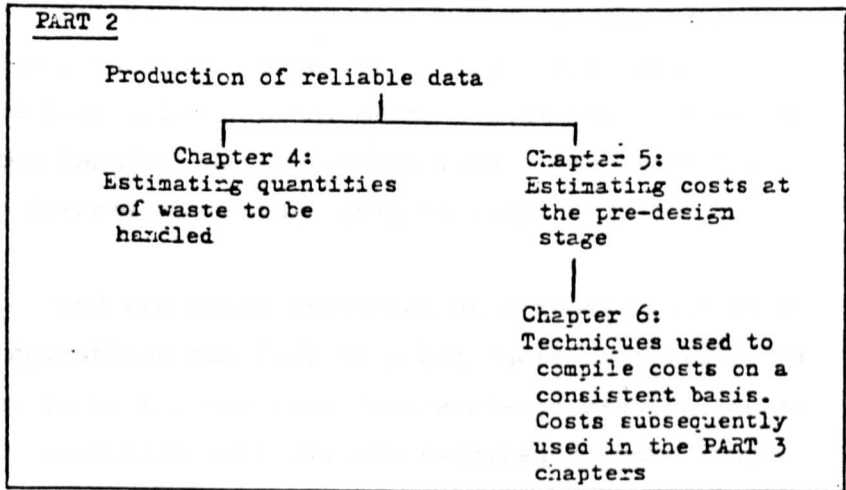 PART 2
Production of reliable data
Chapter 4:
Estimating quantities
of waste to be
handled
Chapter 5:
Estimating costs at
the pre-design
stage
Chapter 6:
Techniques used to
compile costs on a
consistent basis.
Costs subsequently
used in the PART 3
chapters